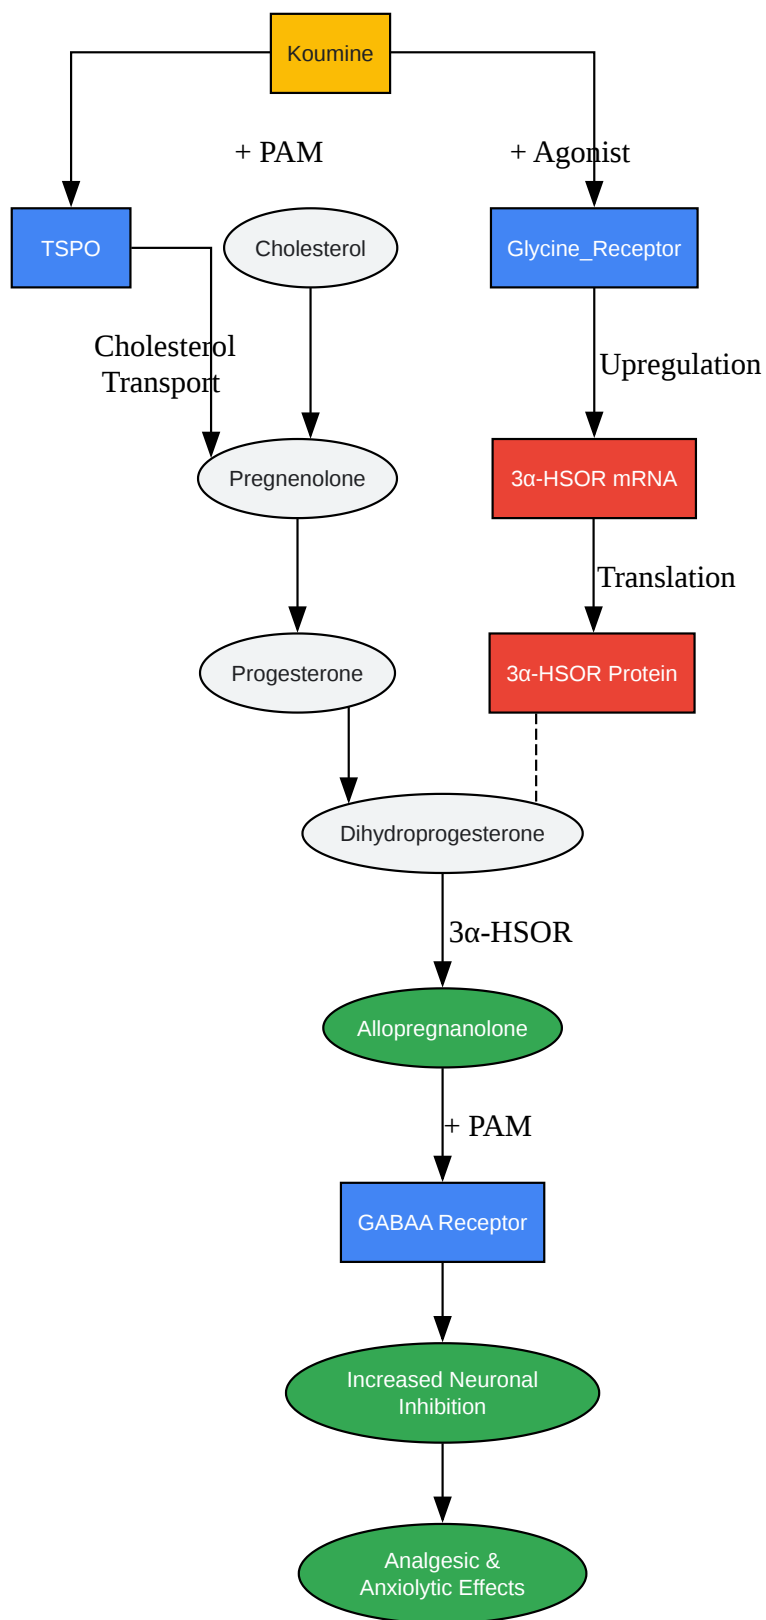 Koumine
+ PAM
+ Agonist
TSPO
Cholesterol
Glycine_Receptor
Cholesterol
Transport
Upregulation
Pregnenolone
3α-HSOR mRNA
Translation
Progesterone
3α-HSOR Protein
Dihydroprogesterone
3α-HSOR
Allopregnanolone
+ PAM
GABAA Receptor
Increased Neuronal
Inhibition
Analgesic &
Anxiolytic Effects